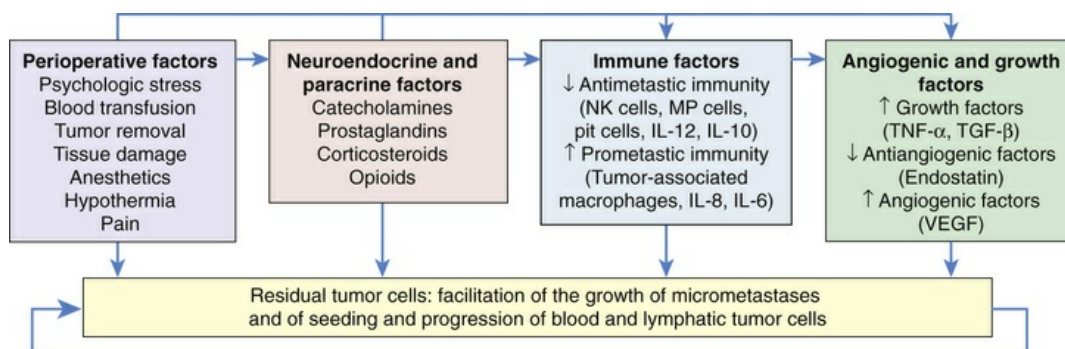 Perioperative factors
Psychologic stress
Blood transfusion
Tumor removal
Tissue damage
Anesthetics
Hypothermia
Pain
Neuroendocrine and
paracrine factors
Catecholamines
Prostaglandins
Corticosteroids
Opioids
Immune factors
↓ Antimetastic immunity
(NK cells, MP cells,
pit cells, IL-12, IL-10)
↑ Prometastic immunity
(Tumor-associated
macrophages, IL-8, IL-6)
Angiogenic and growth
factors
↑ Growth factors
(TNF-α, TGF-β)
↓ Antiangiogenic factors
(Endostatin)
↑ Angiogenic factors
(VEGF)
Residual tumor cells: facilitation of the growth of micrometastases
and of seeding and progression of blood and lymphatic tumor cells